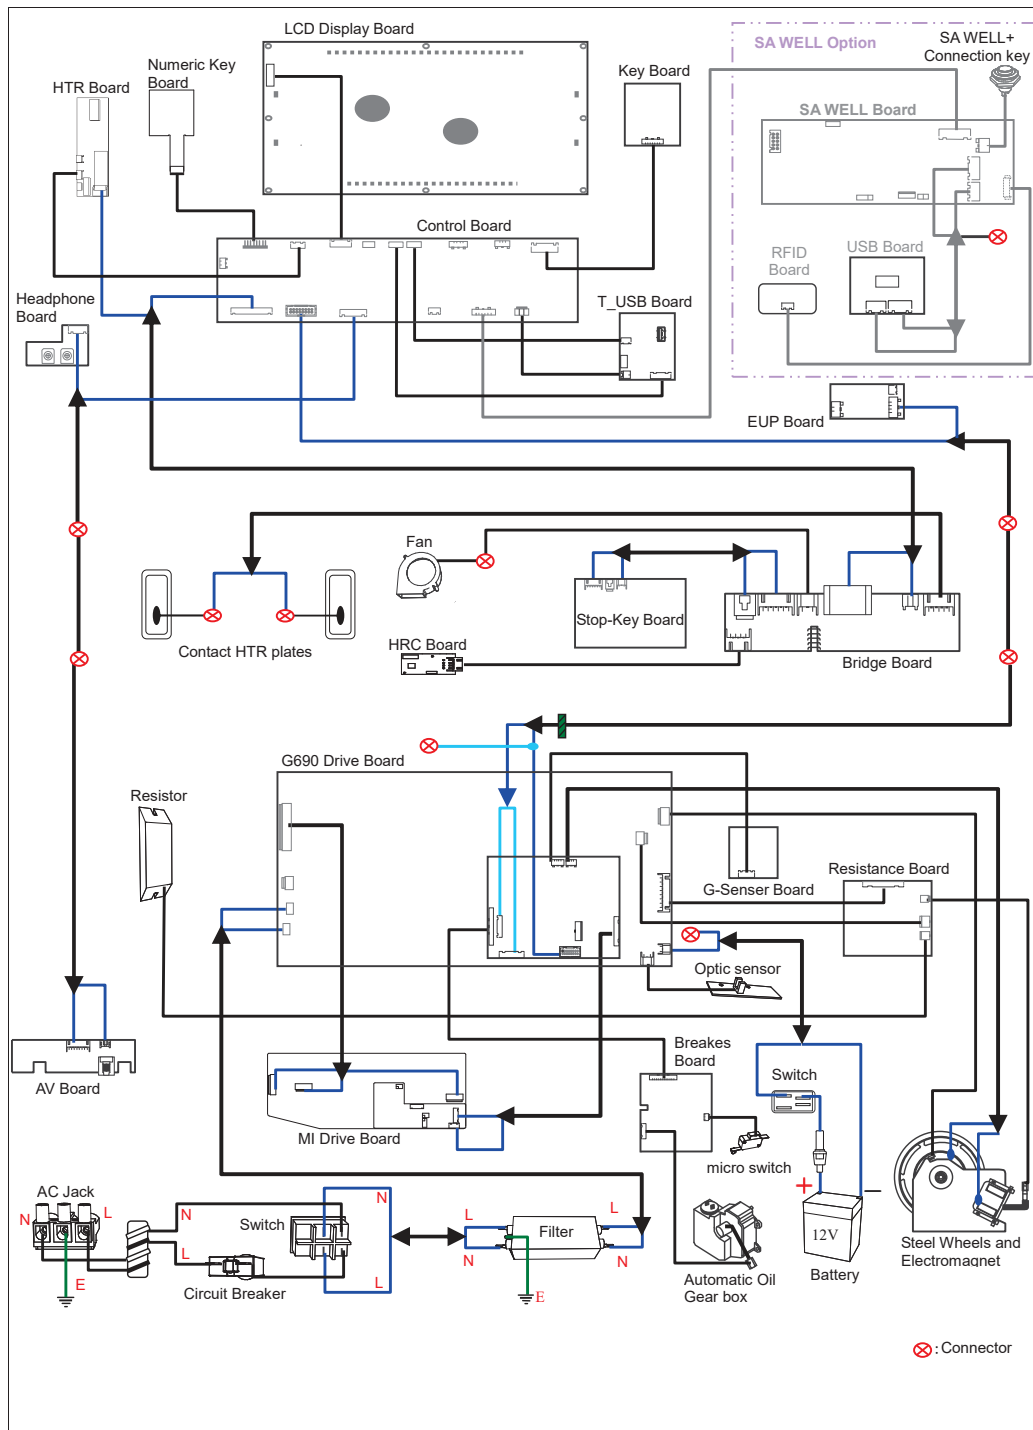 LCD Display Board
SA WELL Option
SA WELL+
Connection key
Numeric Key
Board
HTR Board
Key Board
SA WELL Board
Control Board
RFID
Board
USB Board
Headphone
Board
T_USB Board
EUP Board
Fan
Stop-Key Board
Contact HTR plates
HRC Board
Bridge Board
G690 Drive Board
Resistor
G-Senser Board
Resistance Board
Optic sensor
Breakes
Board
Switch
AV Board
MI Drive Board
micro switch
+
—
12V
AC Jack
N
L
N
L
E
Switch
N
L
Circuit Breaker
L
N
Filter
L
N
E
Automatic Oil
Gear box
Battery
Steel Wheels and
Electromagnet
: Connector